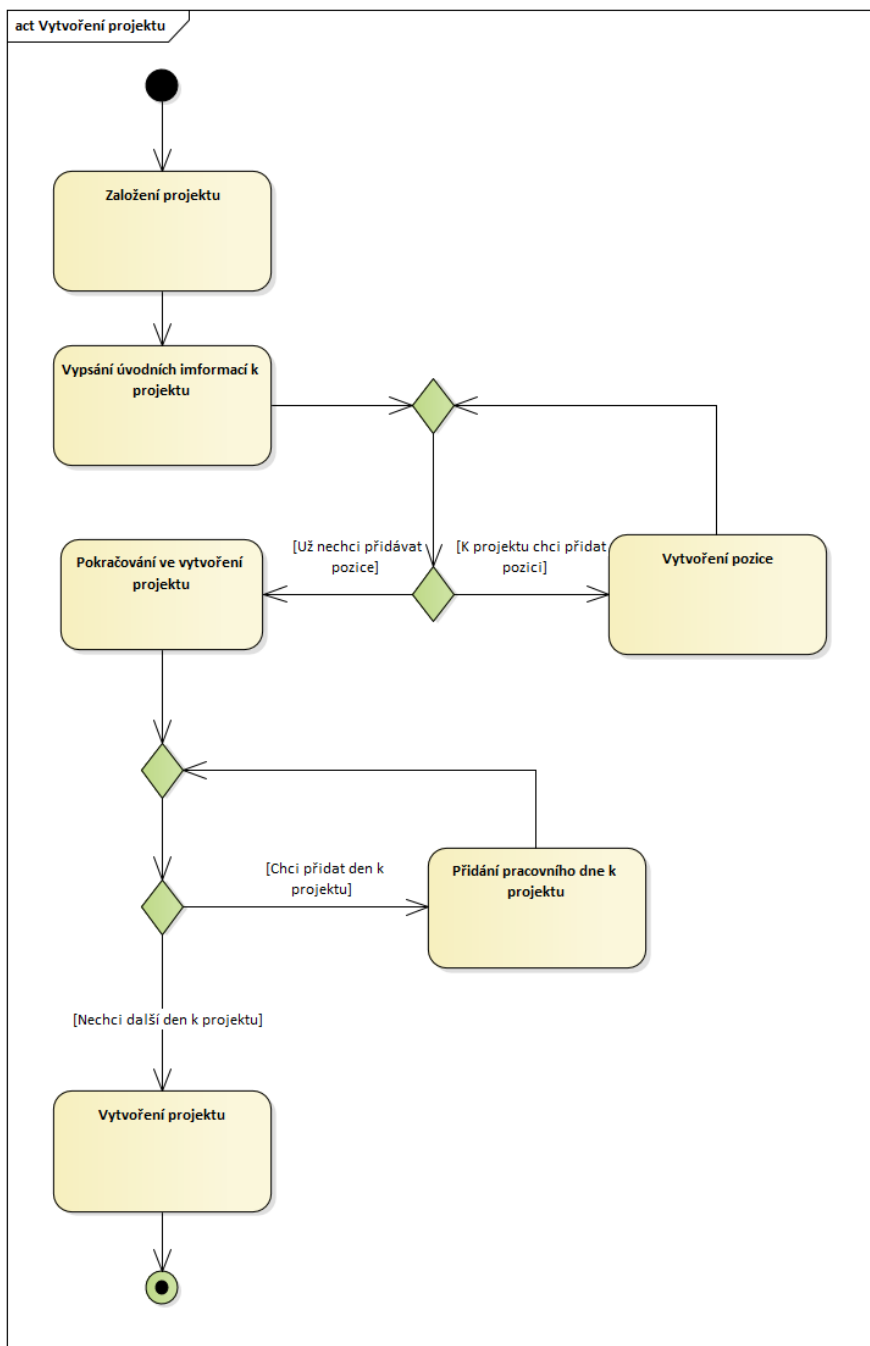 act Vytvoření projektu
Založení projektu
Vypsání úvodních imformací k
projektu
[Už nechci přidávat
pozice]
[K projektu chci přidat
pozici]
Pokračování ve vytvoření
projektu
Vytvoření pozice
[Chci přidat den k
projektu]
Přidání pracovního dne k
projektu
[Nechci další den k projektu]
Vytvoření projektu